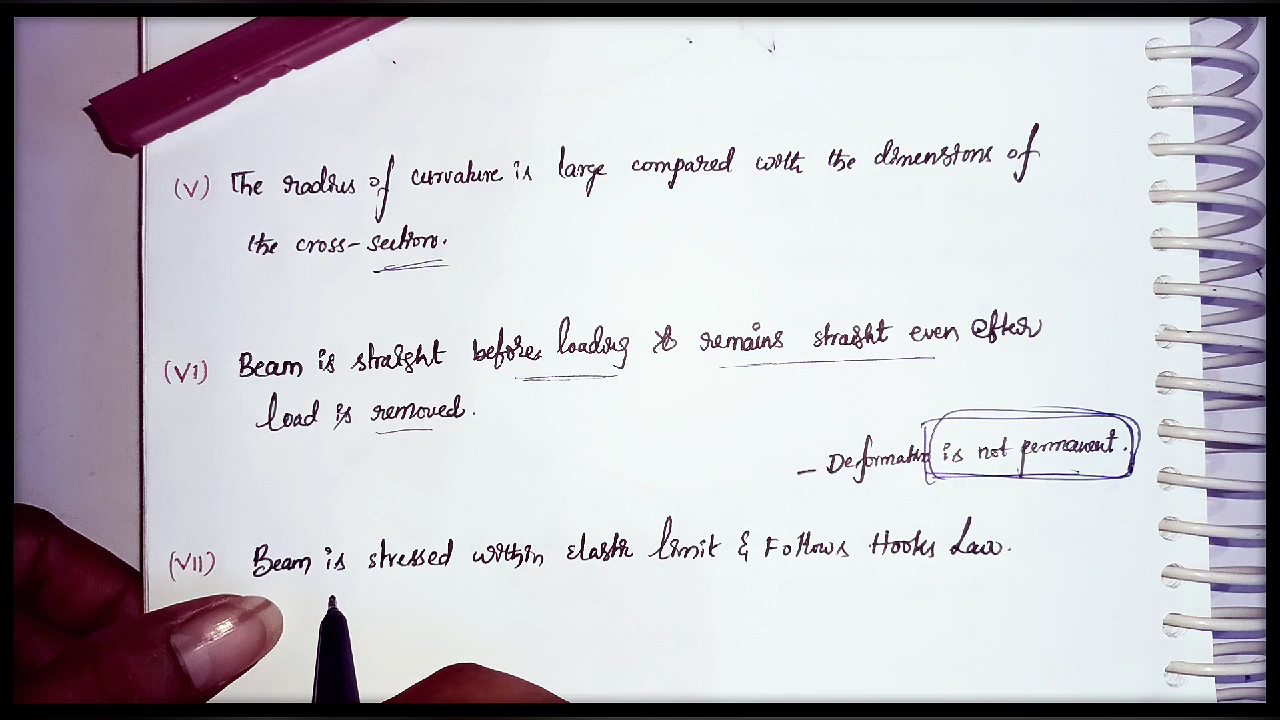 (V) The radius of curvature is large compared with the dimensions of
the cross-section.
(VI) Beam is straight before loading & remains straight even after
load is removed.
- Deformation is not permanent.
(VII) Beam is stressed within elastic limit & Follows Hooks Law.